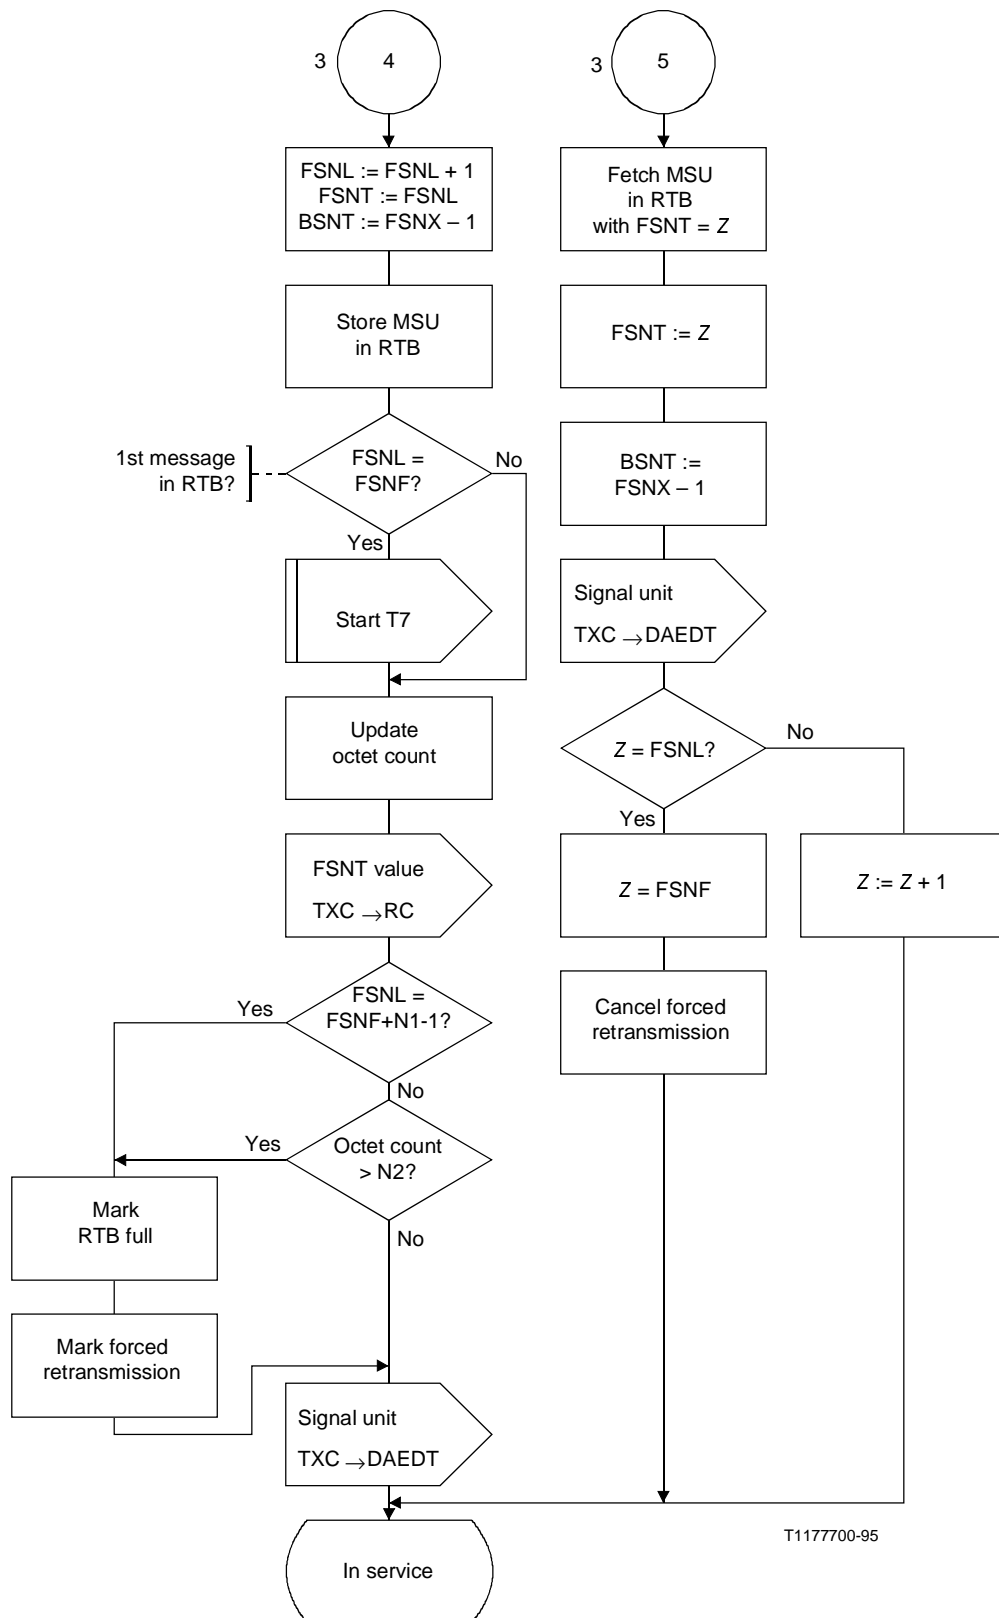 3
4
FSNL := FSNL + 1
FSNT := FSNL
BSNT := FSNX – 1
Store MSU
in RTB
1st message
in RTB?
FSNL =
FSNF?
No
Yes
Start T7
Update
octet count
FSNT value
TXC → RC
FSNL =
FSNF+N1-1?
Yes
No
Octet count
> N2?
Yes
No
Mark
RTB full
Mark forced
retransmission
Signal unit
TXC → DAEDT
In service
3
5
Fetch MSU
in RTB
with FSNT = Z
FSNT := Z
BSNT :=
FSNX – 1
Signal unit
TXC → DAEDT
Z = FSNL?
No
Yes
Z = FSNF
Z := Z + 1
Cancel forced
retransmission
T1177700-95